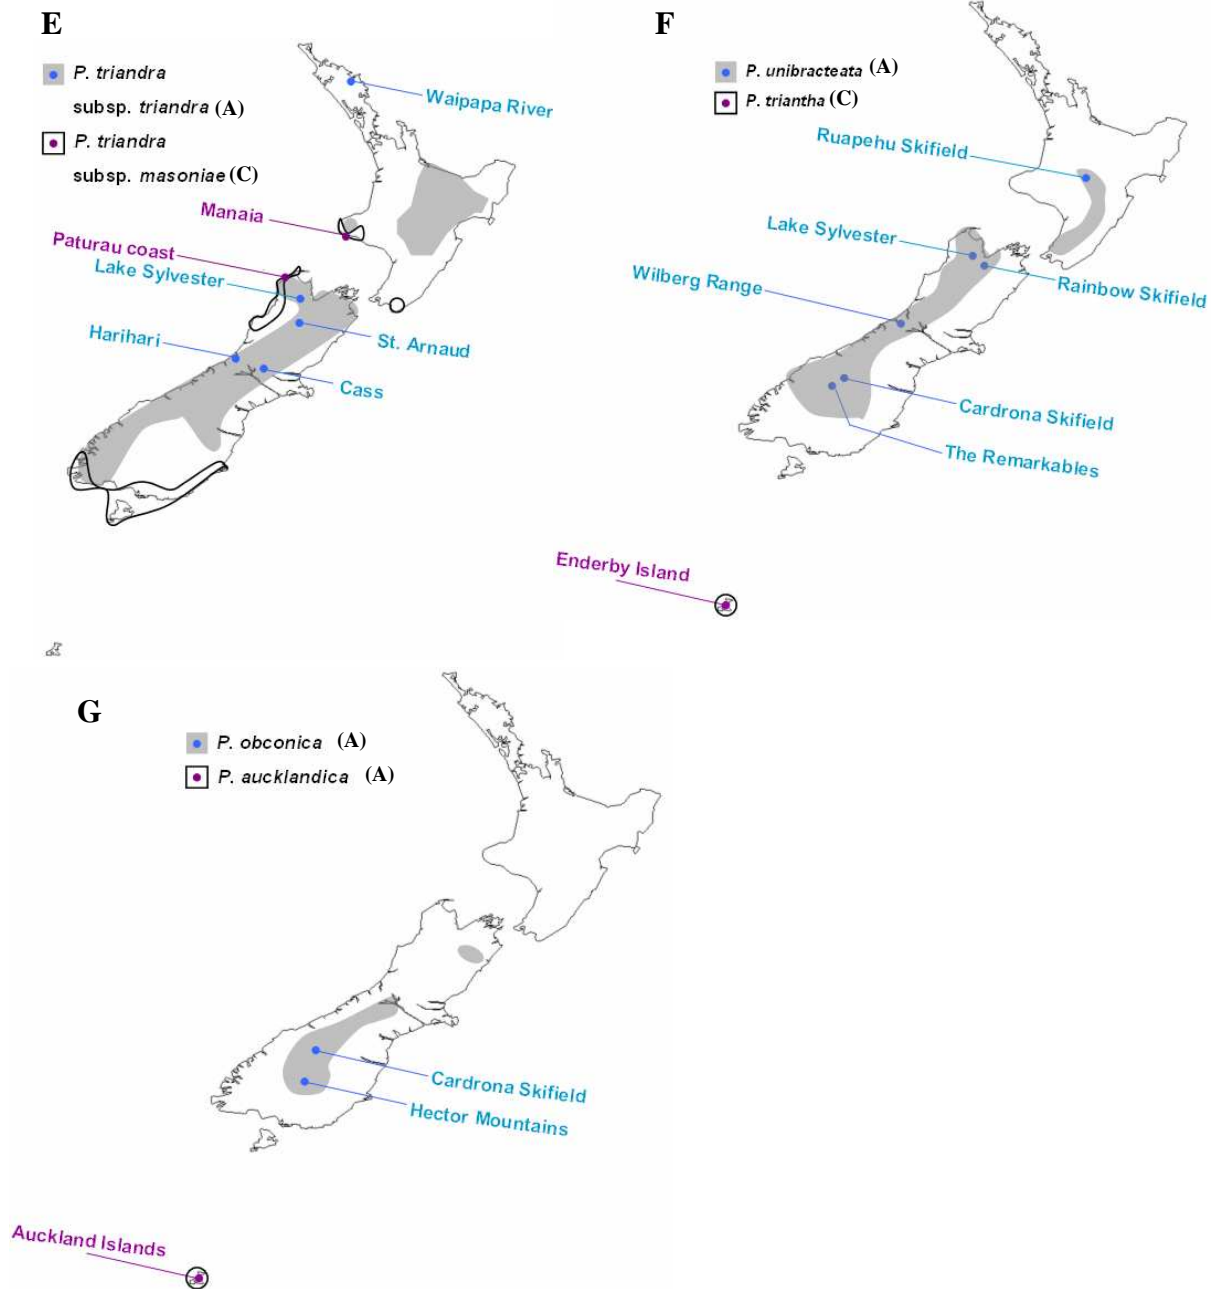 E
P. triandra
subsp. triandra (A)
P. triandra
subsp. masoniae (C)
Waipapa River
Manaia
Paturau coast
Lake Sylvester
Harihari
St. Arnaud
Cass
F
P. unibracteata (A)
P. triantha (C)
Ruapehu Skifield
Lake Sylvester
Wilberg Range
Rainbow Skifield
Cardrona Skifield
The Remarkables
Enderby Island
G
P. obconica (A)
P. aucklandica (A)
Cardrona Skifield
Hector Mountains
Auckland Islands